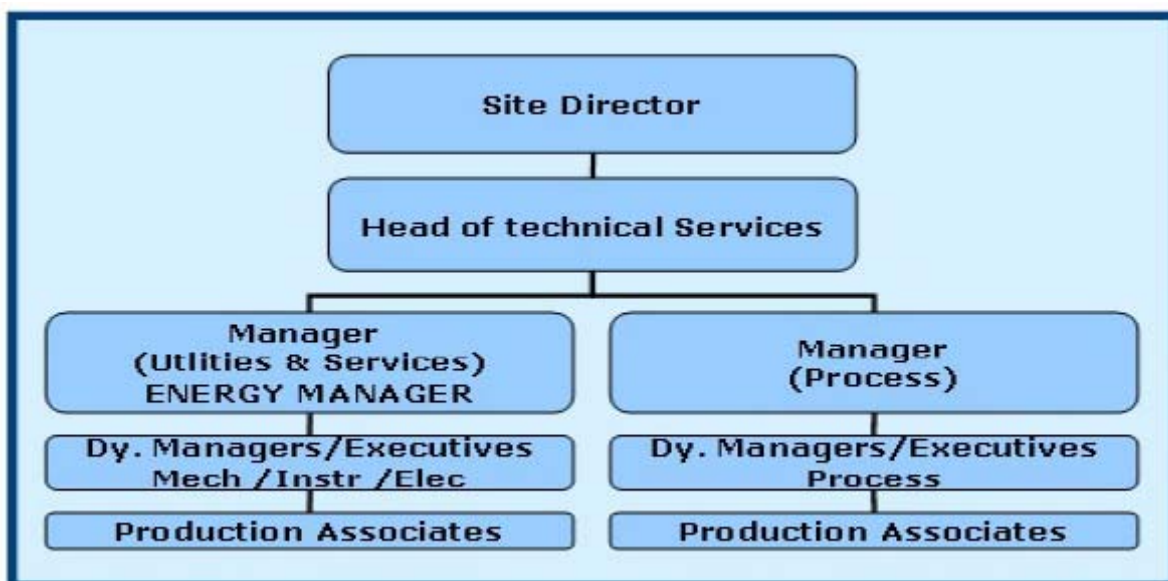 Site Director
Head of technical Services
Manager
(Utlities & Services)
ENERGY MANAGER
Manager
(Process)
Dy. Managers/Executives
Mech /Instr /Elec
Dy. Managers/Executives
Process
Production Associates
Production Associates